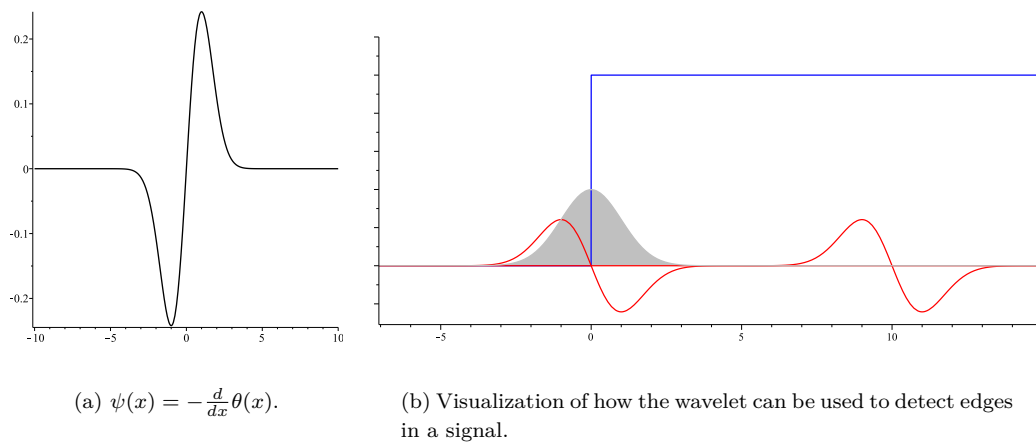 0.2
0.1
0
-0.1
-0.2
-10 -5 0 5 10
-5 0 5 10
(a) ψ(x) = −d/dx θ(x).
(b) Visualization of how the wavelet can be used to detect edges
in a signal.